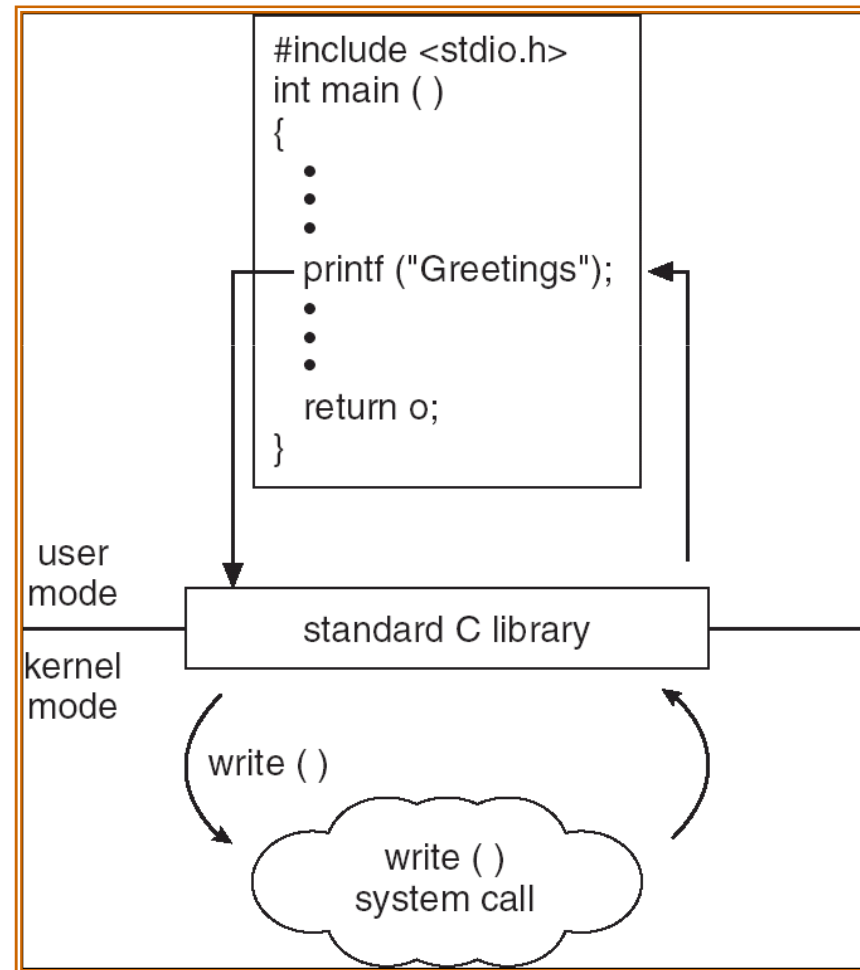 #include <stdio.h>
int main ( )
{
•
•
•
printf ("Greetings");
•
•
•
return o;
}
user
mode
standard C library
kernel
mode
write ( )
write ( )
system call